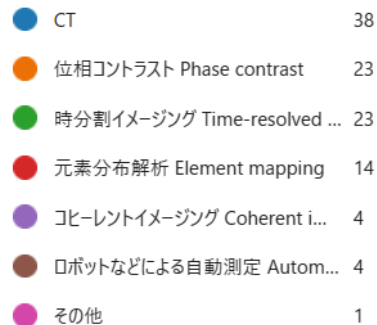 CT 38
位相コントラスト Phase contrast 23
時分割イメージング Time-resolved ... 23
元素分布解析 Element mapping 14
コヒーレントイメージング Coherent i... 4
ロボットなどによる自動測定 Autom... 4
その他 1